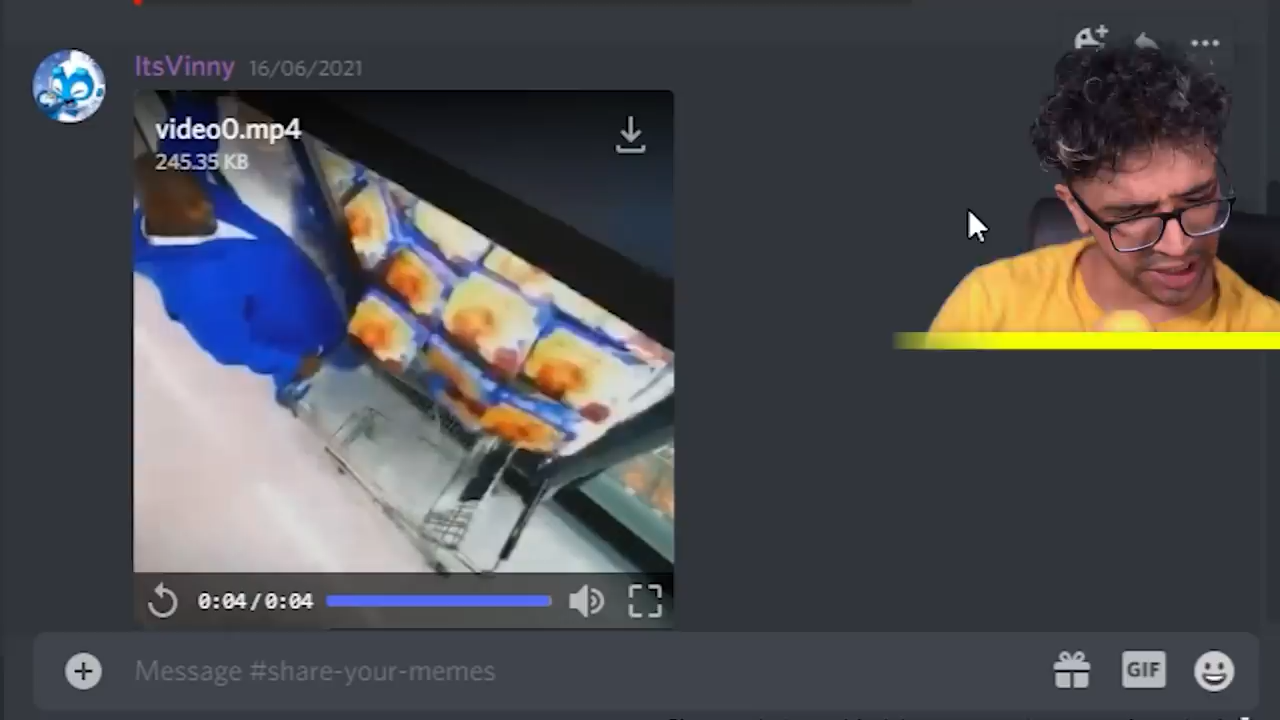 ItsVinny 16/06/2021
video0.mp4
245.35 KB
0:04/0:04
Message #share-your-memes
GIF